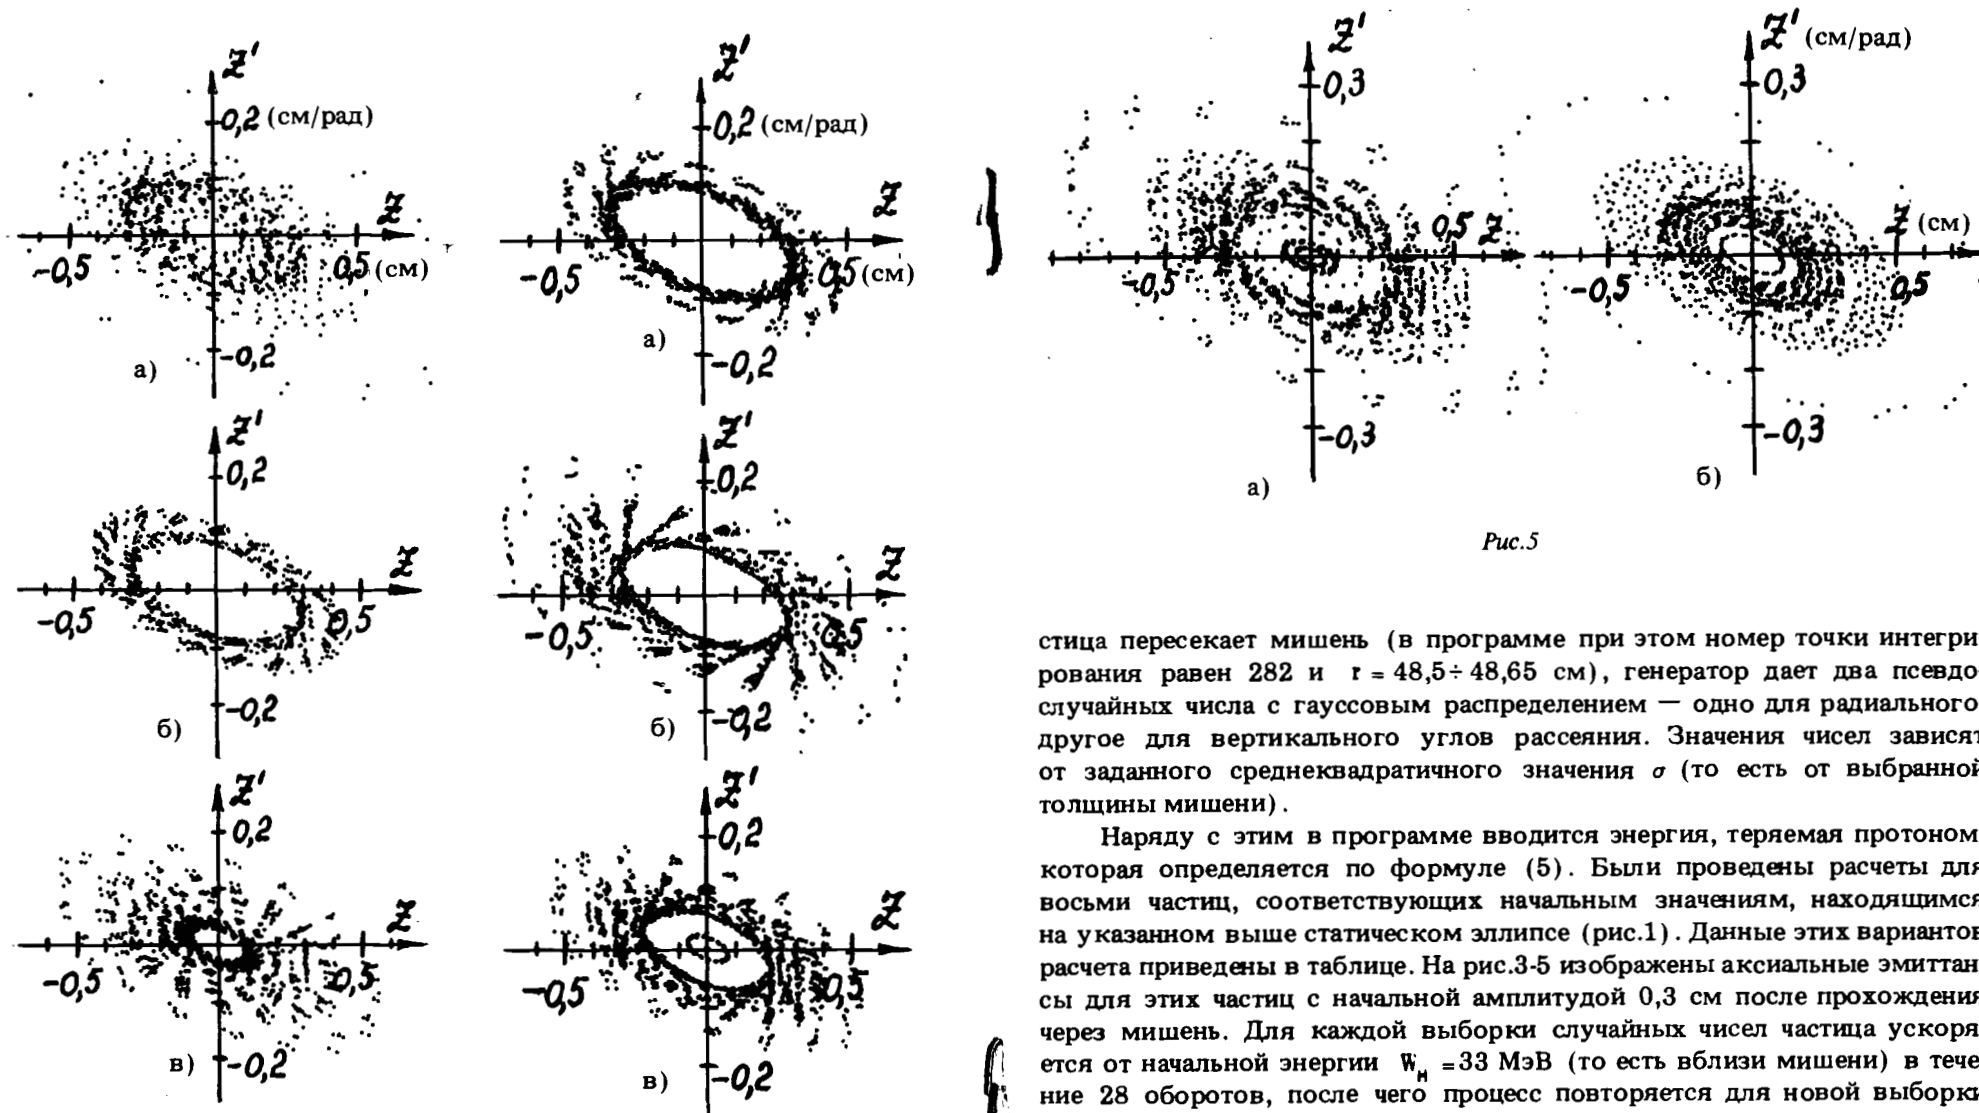 Z'
0,2 (см/рад)
Z
-0,5
0,5 (см)
-0,2
а)
Z'
0,2
Z
-0,5
0,5
-0,2
б)
Z'
0,2
Z
-0,5
0,5
-0,2
в)
Z'
0,2 (см/рад)
Z
-0,5
0,5 (см)
-0,2
а)
Z'
0,2
Z
-0,5
0,5
-0,2
б)
Z'
0,2
Z
-0,5
0,5
-0,2
в)
Z'
0,3
0,5 Z
-0,5
-0,3
а)
Z' (см/рад)
0,3
Z (см)
-0,5
0,5
-0,3
б)
Рис.5
стица пересекает мишень (в программе при этом номер точки интегри
рования равен 282 и r = 48,5÷48,65 см), генератор дает два псевдо
случайных числа с гауссовым распределением — одно для радиального
другое для вертикального углов рассеяния. Значения чисел зависят
от заданного среднеквадратичного значения σ (то есть от выбранной
толщины мишени).
Наряду с этим в программе вводится энергия, теряемая протоном
которая определяется по формуле (5). Были проведены расчеты для
восьми частиц, соответствующих начальным значениям, находящимся
на указанном выше статическом эллипсе (рис.1). Данные этих вариантов
расчета приведены в таблице. На рис.3-5 изображены аксиальные эмиттан
сы для этих частиц с начальной амплитудой 0,3 см после прохождения
через мишень. Для каждой выборки случайных чисел частица ускоря
ется от начальной энергии Wн =33 МэВ (то есть вблизи мишени) в тече
ние 28 оборотов, после чего процесс повторяется для новой выборки